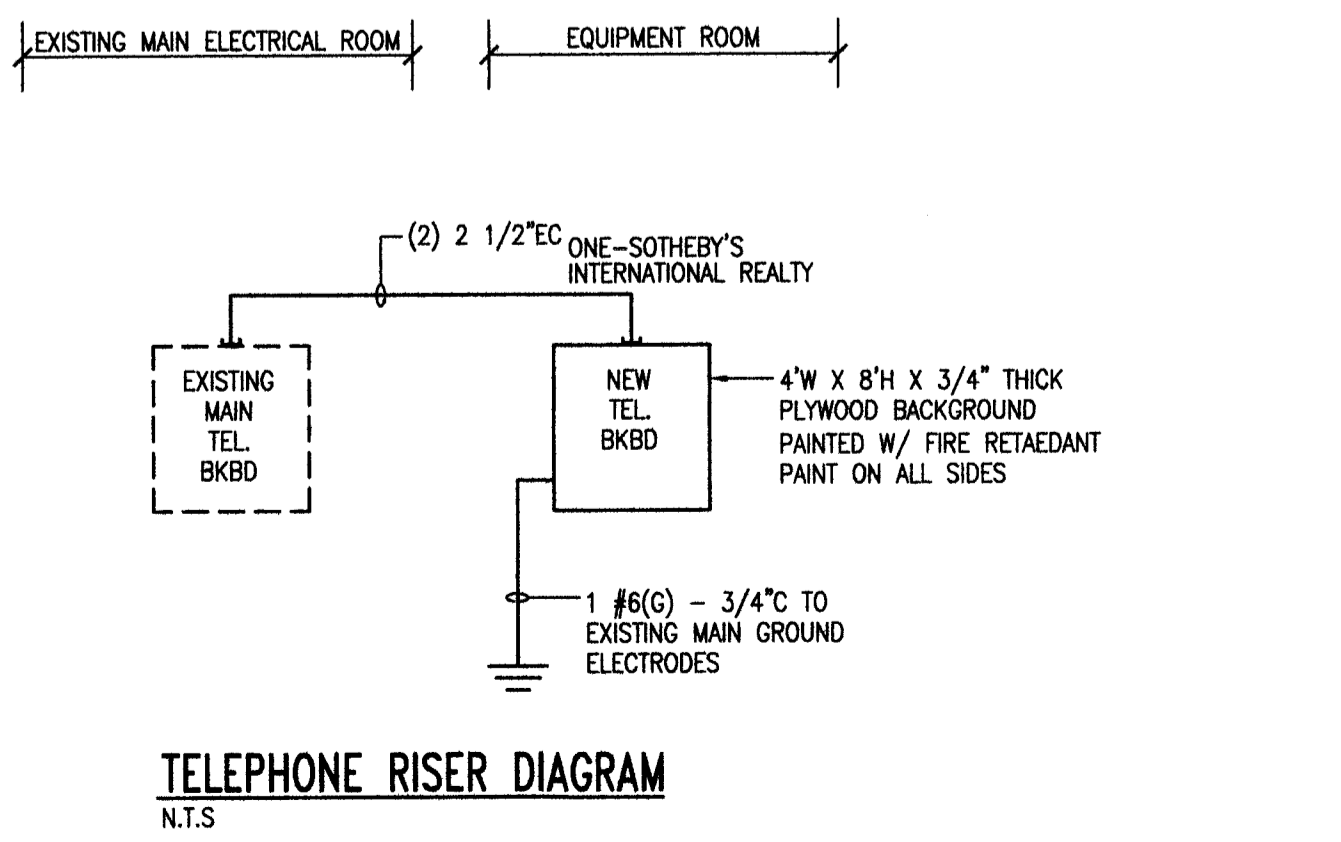 EXISTING MAIN ELECTRICAL ROOM
EQUIPMENT ROOM
(2) 2 1/2"EC
ONE-SOTHEBY'S
INTERNATIONAL REALTY
EXISTING
MAIN
TEL.
BKBD
NEW
TEL.
BKBD
4'W X 8'H X 3/4" THICK
PLYWOOD BACKGROUND
PAINTED W/ FIRE RETAEDANT
PAINT ON ALL SIDES
1 #6(G) - 3/4"C TO
EXISTING MAIN GROUND
ELECTRODES
TELEPHONE RISER DIAGRAM
N.T.S